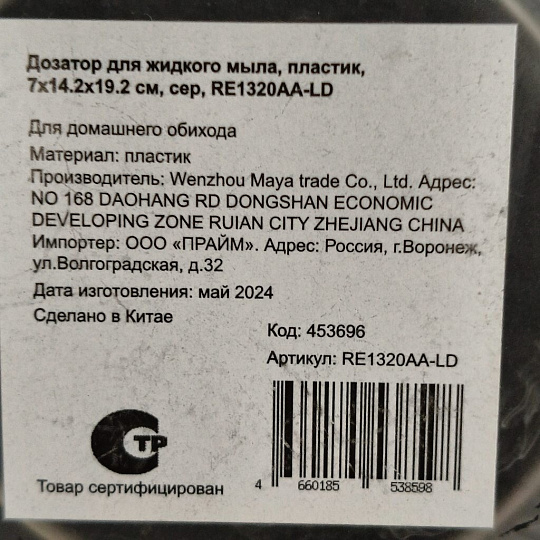 Дозатор для жидкого мыла, пластик,
7х14.2х19.2 см, сер, RE1320AA-LD
Для домашнего обихода
Материал: пластик
Производитель: Wenzhou Maya trade Co., Ltd. Адрес:
NO 168 DAOHANG RD DONGSHAN ECONOMIC
DEVELOPING ZONE RUIAN CITY ZHEJIANG CHINA
Импортер: ООО «ПРАЙМ». Адрес: Россия, г.Воронеж,
ул.Волгоградская, д.32
Дата изготовления: май 2024
Сделано в Китае
Код: 453696
Артикул: RE1320AA-LD
СТР
Товар сертифицирован
4 660185 538598